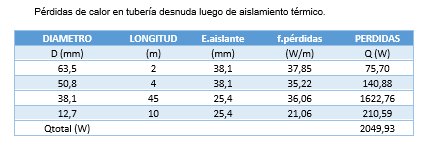 Pérdidas de calor en tubería desnuda luego de aislamiento térmico.
DIAMETRO LONGITUD E.aislante f.pérdidas PERDIDAS
D (mm) (m) (mm) (W/m) Q (W)
63,5 2 38,1 37,85 75,70
50,8 4 38,1 35,22 140,88
38,1 45 25,4 36,06 1622,76
12,7 10 25,4 21,06 210,59
Qtotal (W) 2049,93